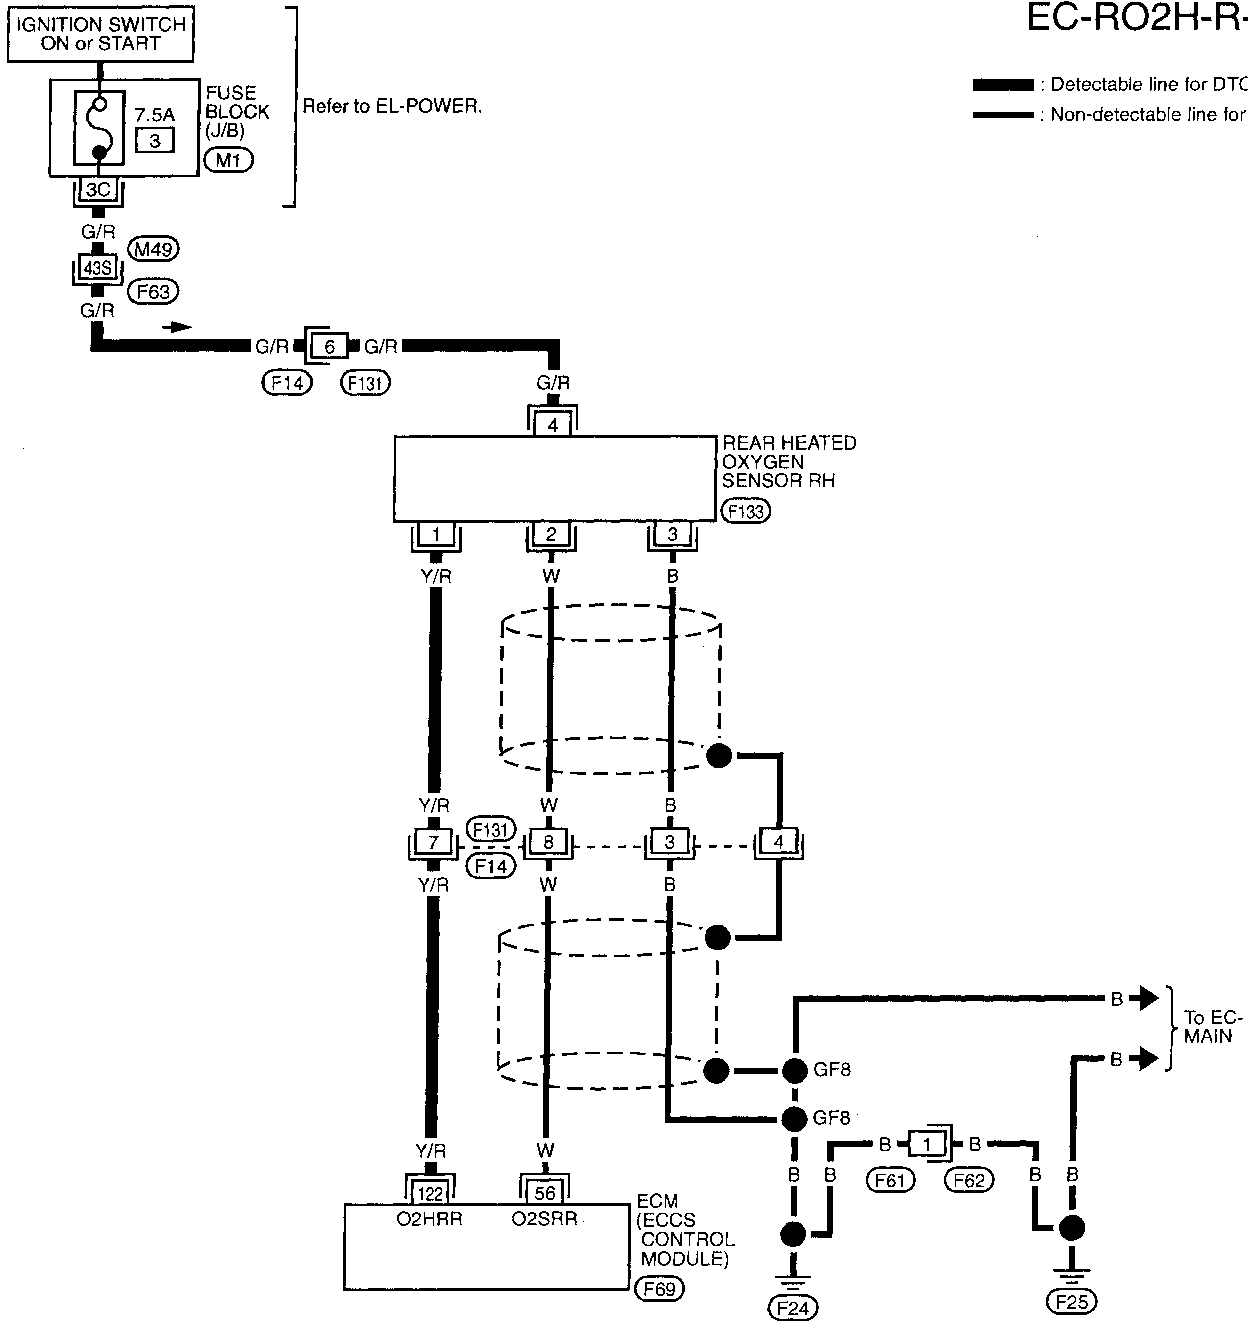 EC-RO2H-R-
: Detectable line for DTC
: Non-detectable line for
IGNITION SWITCH
ON or START
FUSE
BLOCK
(J/B)
7.5A
3
M1
Refer to EL-POWER.
3C
G/R
M49
43S
F63
G/R
G/R 6 G/R
F14 F131
G/R
4
REAR HEATED
OXYGEN
SENSOR RH
F133
1 2 3
Y/R W B
Y/R W B
7 F131 8 3 4
F14
Y/R W B
B
To EC-
MAIN
B
GF8
GF8
B 1 B
F61 F62
B B B B
Y/R W
122 56
O2HRR O2SRR
ECM
(ECCS
CONTROL
MODULE)
F69
F24
F25